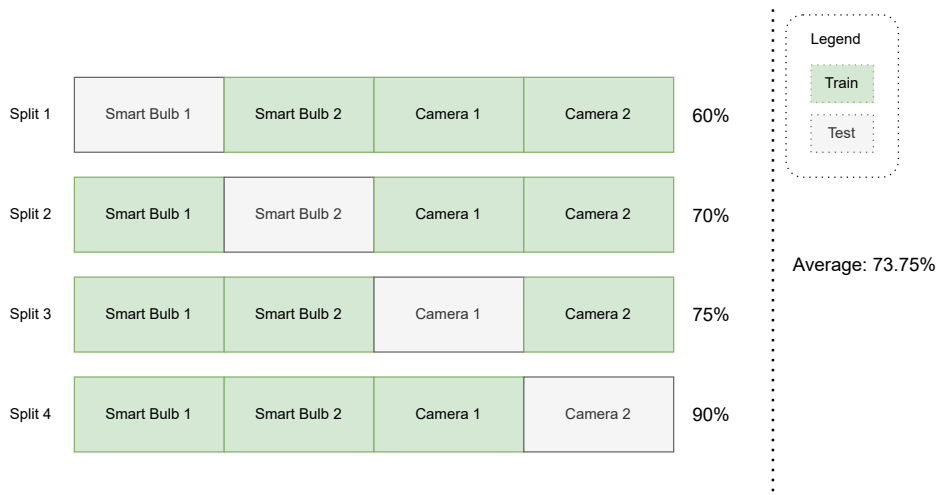 Legend
Train
Test
Split 1 Smart Bulb 1 Smart Bulb 2 Camera 1 Camera 2 60%
Split 2 Smart Bulb 1 Smart Bulb 2 Camera 1 Camera 2 70%
Average: 73.75%
Split 3 Smart Bulb 1 Smart Bulb 2 Camera 1 Camera 2 75%
Split 4 Smart Bulb 1 Smart Bulb 2 Camera 1 Camera 2 90%